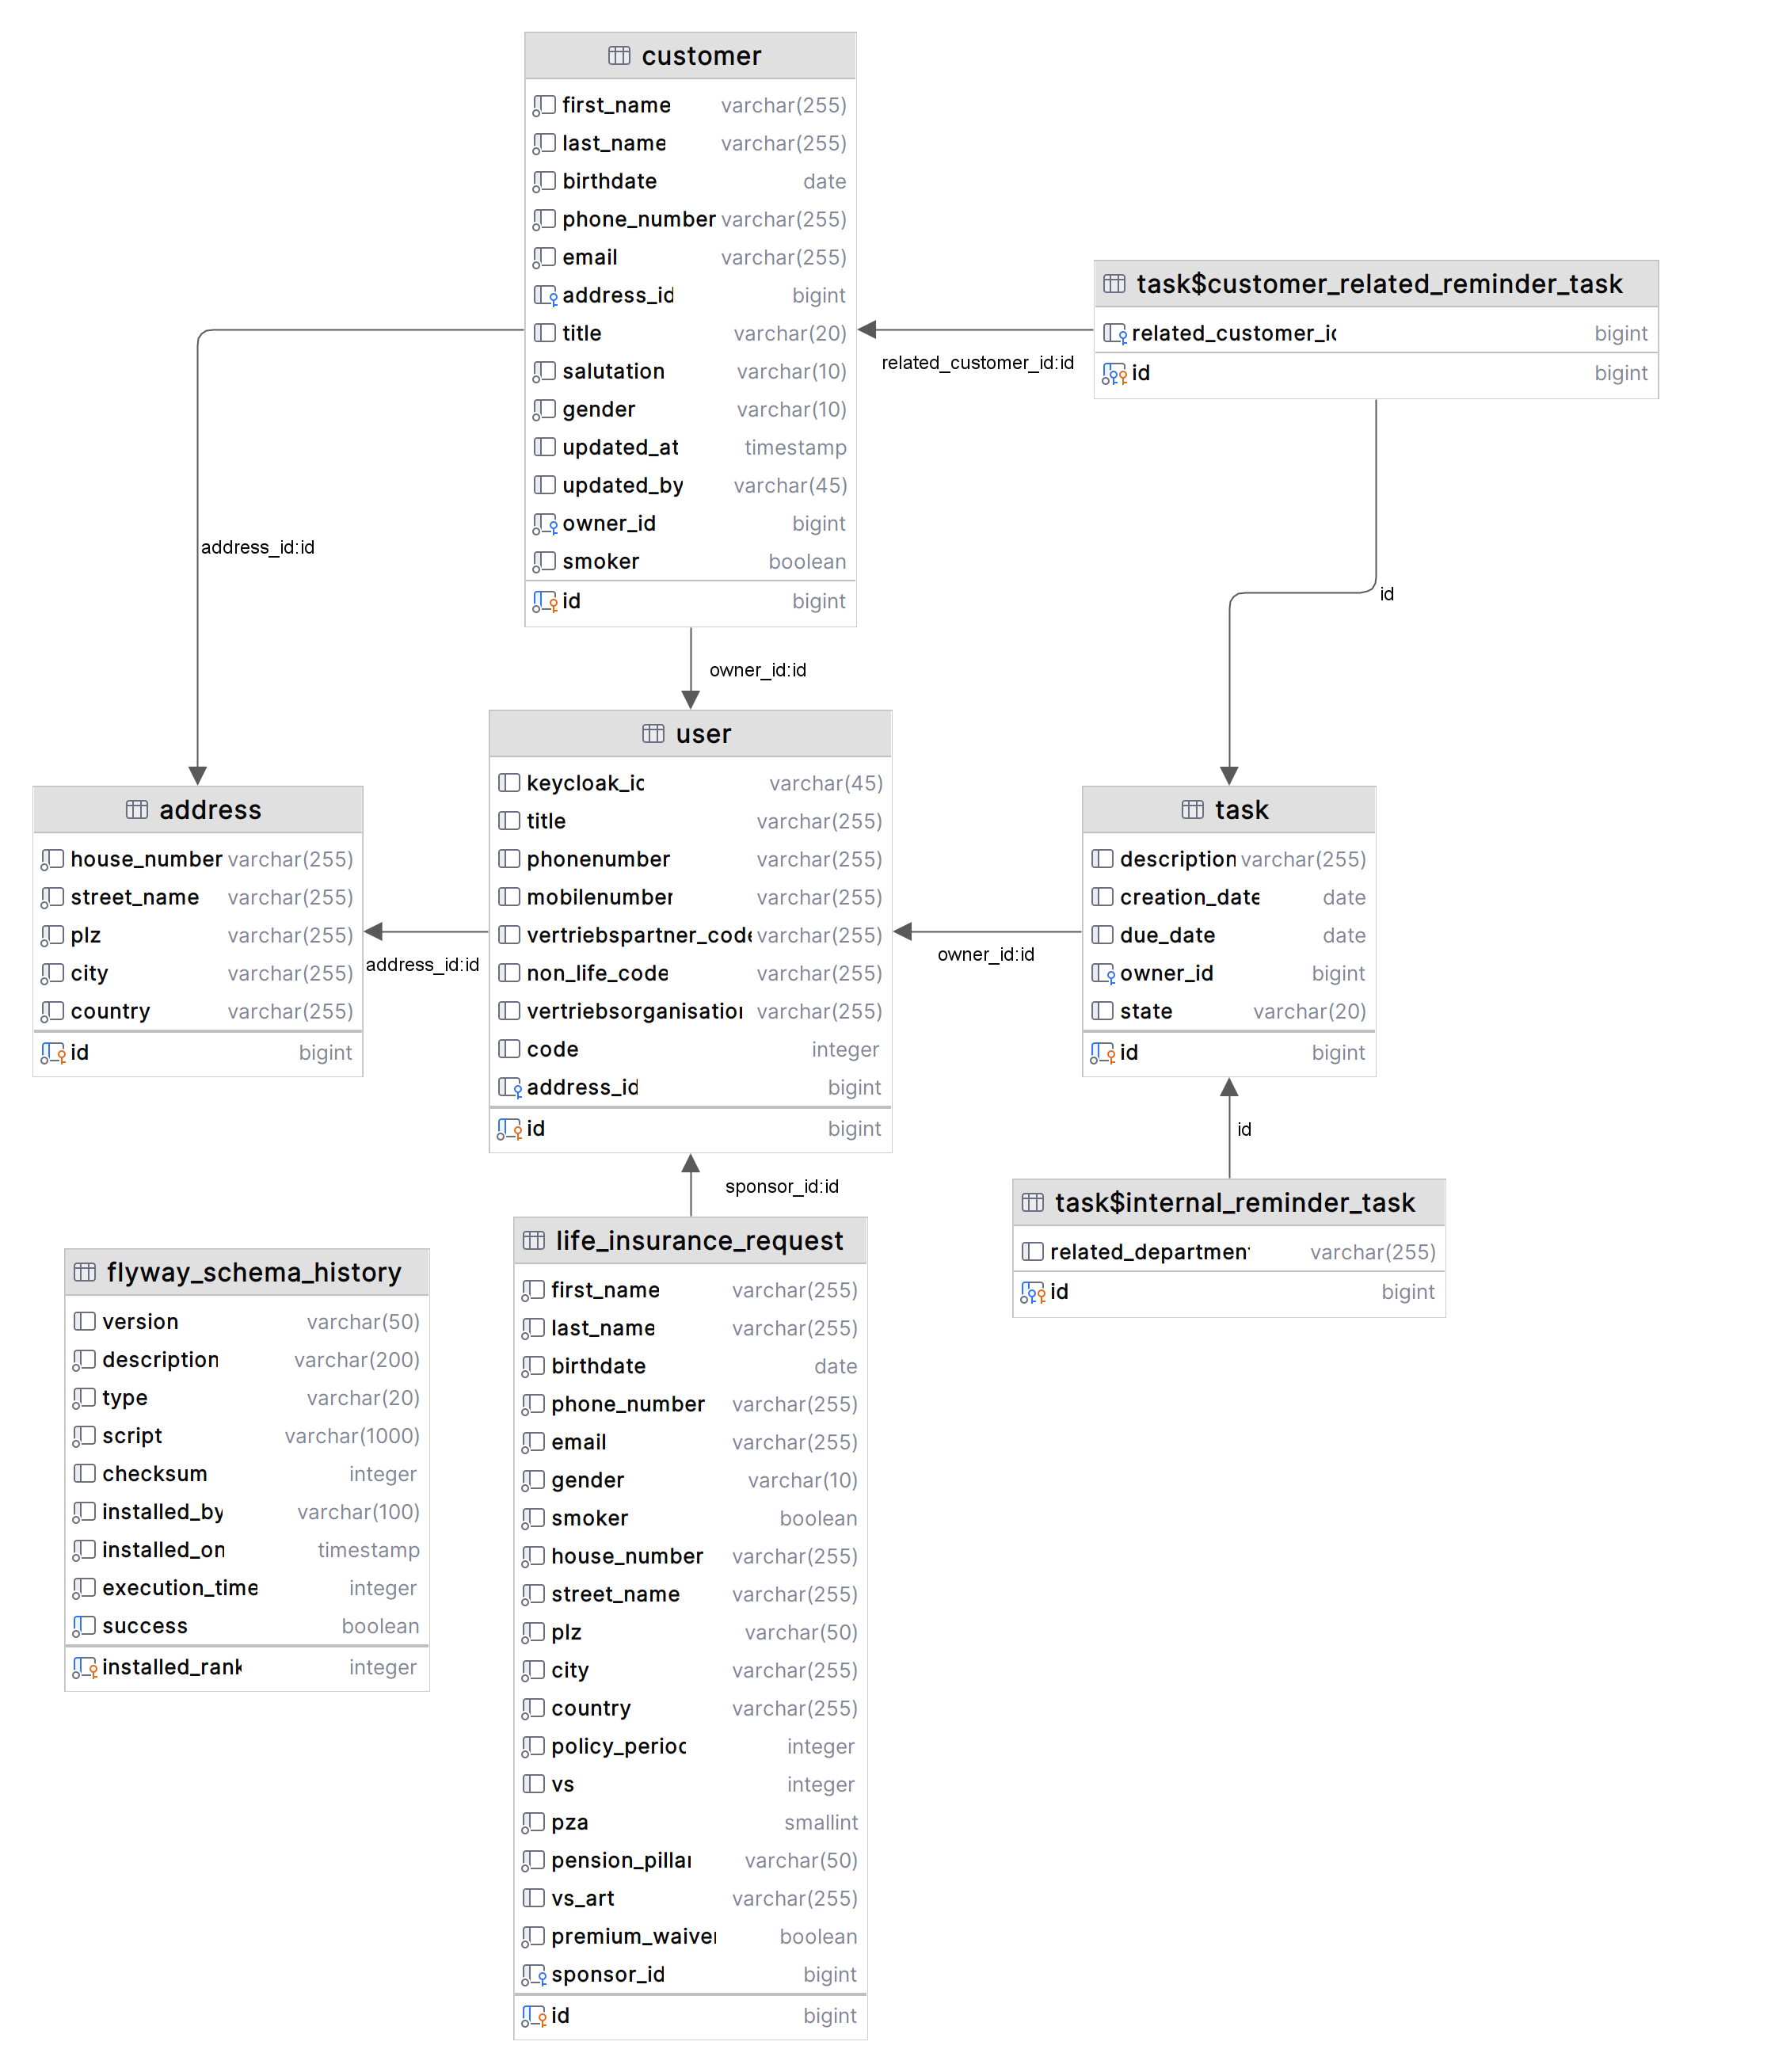 customer
first_name varchar(255)
last_name varchar(255)
birthdate date
phone_number varchar(255)
email varchar(255)
address_id bigint
title varchar(20)
salutation varchar(10)
gender varchar(10)
updated_at timestamp
updated_by varchar(45)
owner_id bigint
smoker boolean
id bigint
task$customer_related_reminder_task
related_customer_id bigint
id bigint
related_customer_id:id
address_id:id
id
owner_id:id
user
keycloak_id varchar(45)
title varchar(255)
phonenumber varchar(255)
mobilenumber varchar(255)
vertriebspartner_code varchar(255)
non_life_code varchar(255)
vertriebsorganisation varchar(255)
code integer
address_id bigint
id bigint
address
house_number varchar(255)
street_name varchar(255)
plz varchar(255)
city varchar(255)
country varchar(255)
id bigint
address_id:id
task
description varchar(255)
creation_date date
due_date date
owner_id bigint
state varchar(20)
id bigint
owner_id:id
id
sponsor_id:id
task$internal_reminder_task
related_department varchar(255)
id bigint
flyway_schema_history
version varchar(50)
description varchar(200)
type varchar(20)
script varchar(1000)
checksum integer
installed_by varchar(100)
installed_on timestamp
execution_time integer
success boolean
installed_rank integer
life_insurance_request
first_name varchar(255)
last_name varchar(255)
birthdate date
phone_number varchar(255)
email varchar(255)
gender varchar(10)
smoker boolean
house_number varchar(255)
street_name varchar(255)
plz varchar(50)
city varchar(255)
country varchar(255)
policy_period integer
vs integer
pza smallint
pension_pillar varchar(50)
vs_art varchar(255)
premium_waiver boolean
sponsor_id bigint
id bigint